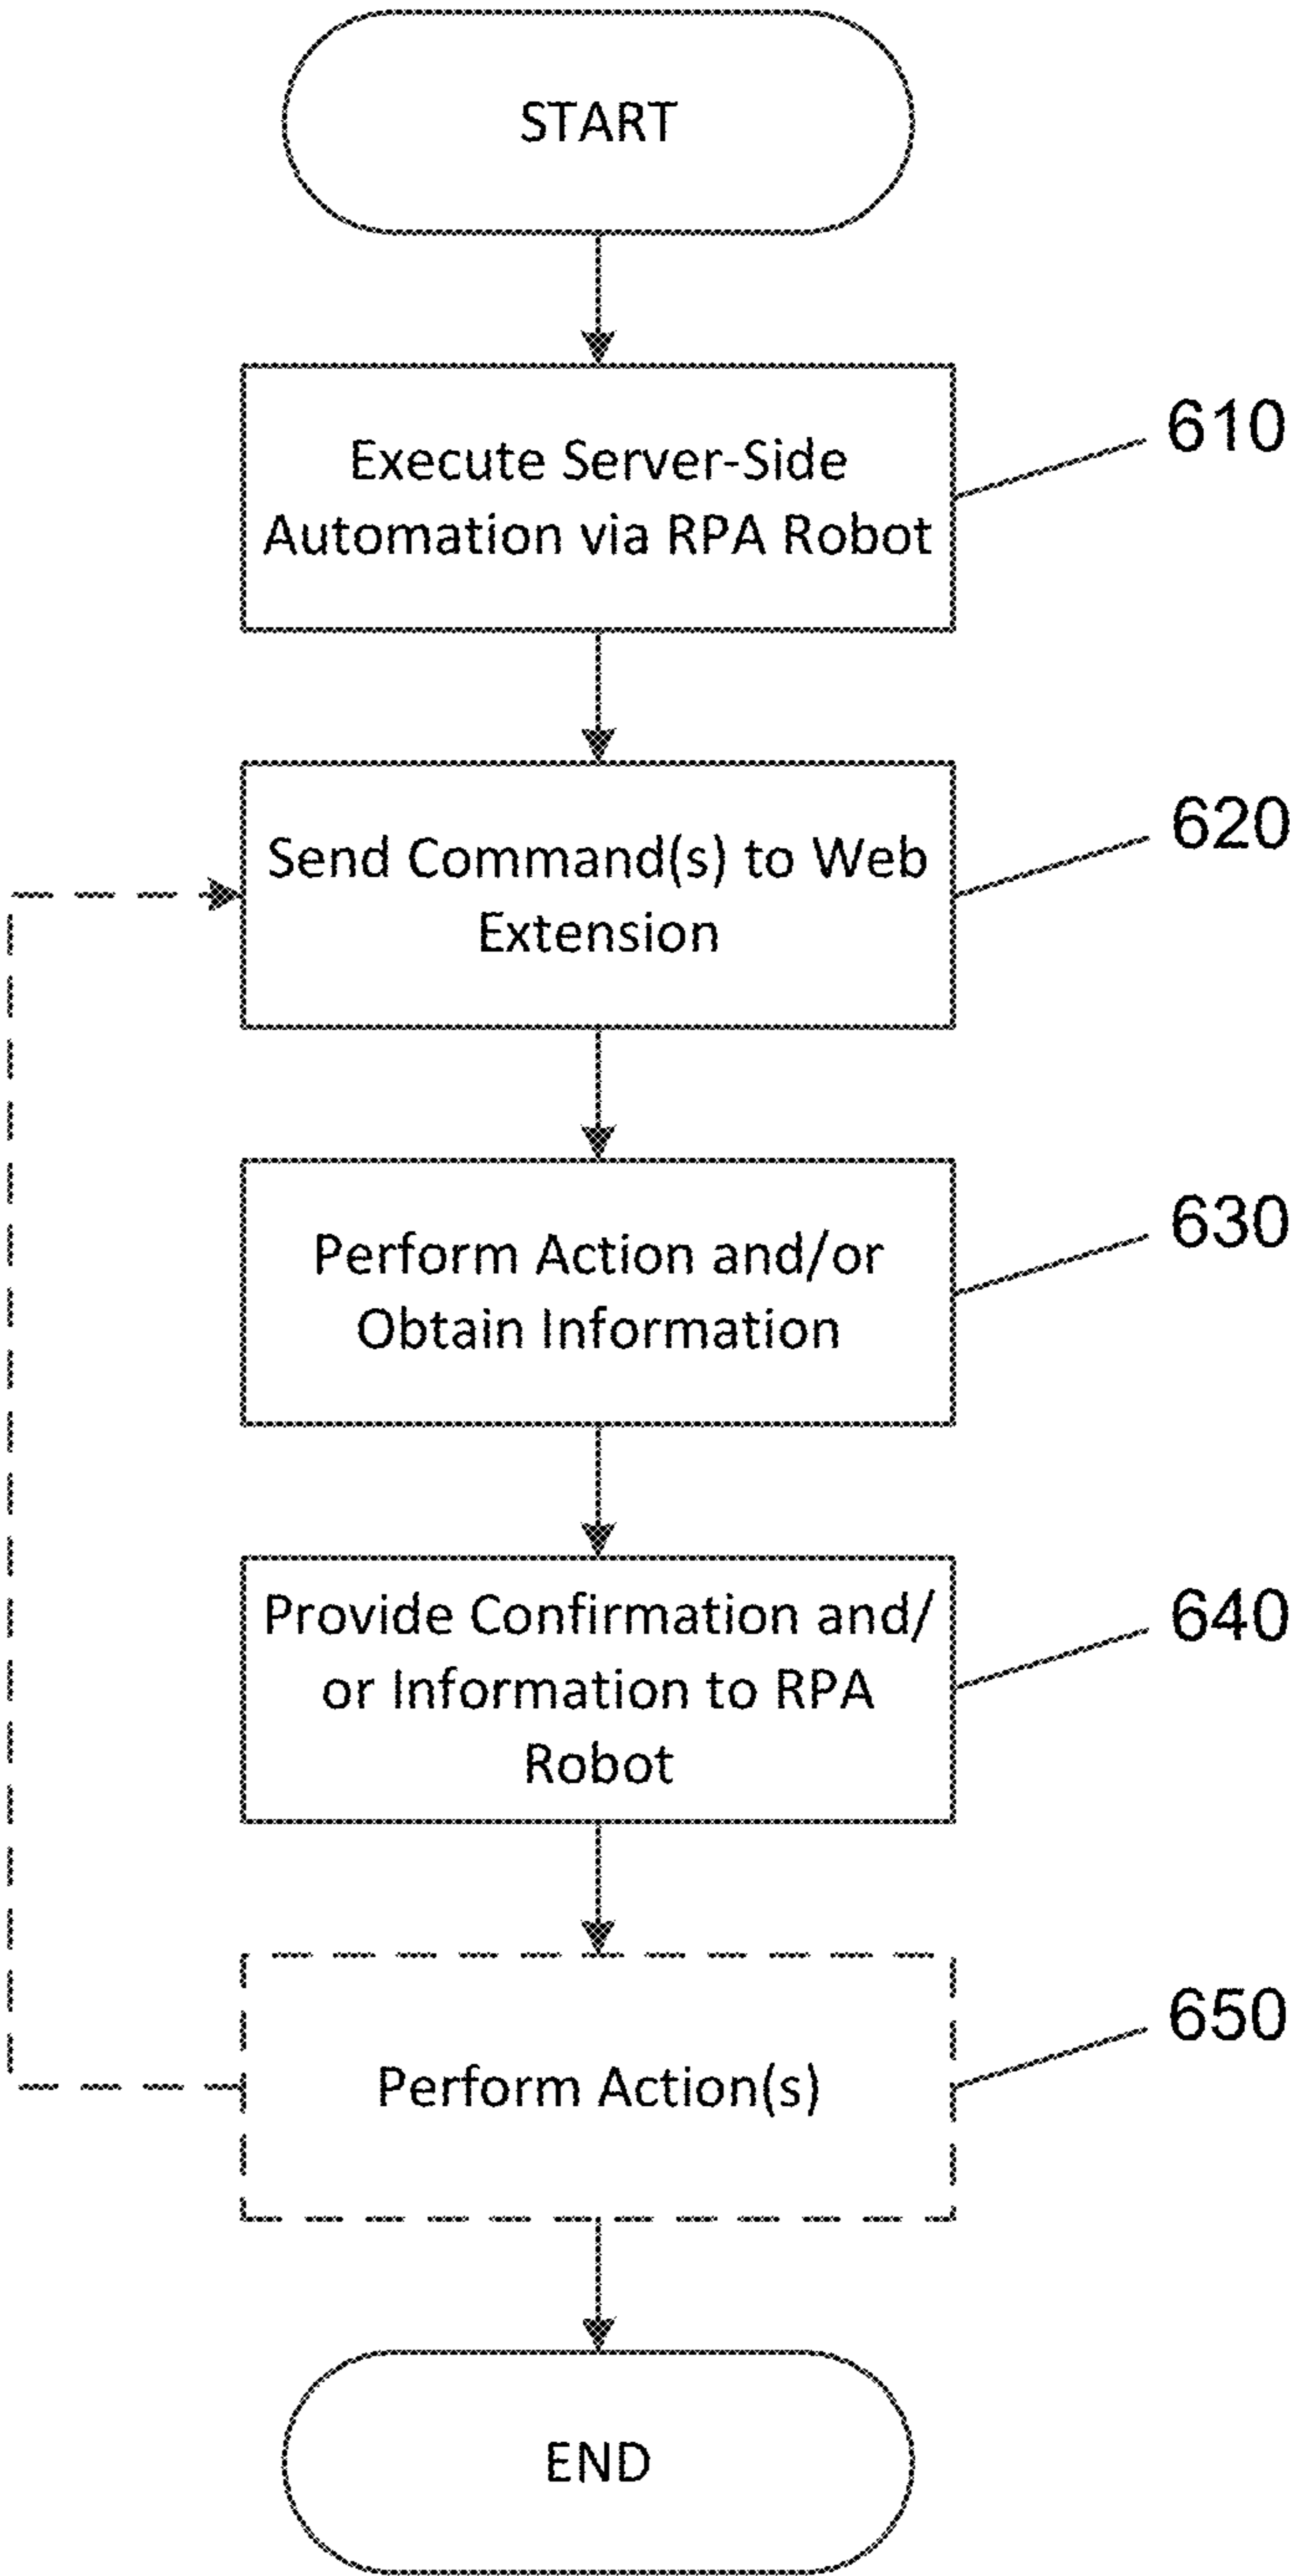 START
Execute Server-Side
Automation via RPA Robot
610
Send Command(s) to Web
Extension
620
Perform Action and/or
Obtain Information
630
Provide Confirmation and/
or Information to RPA
Robot
640
Perform Action(s)
650
END